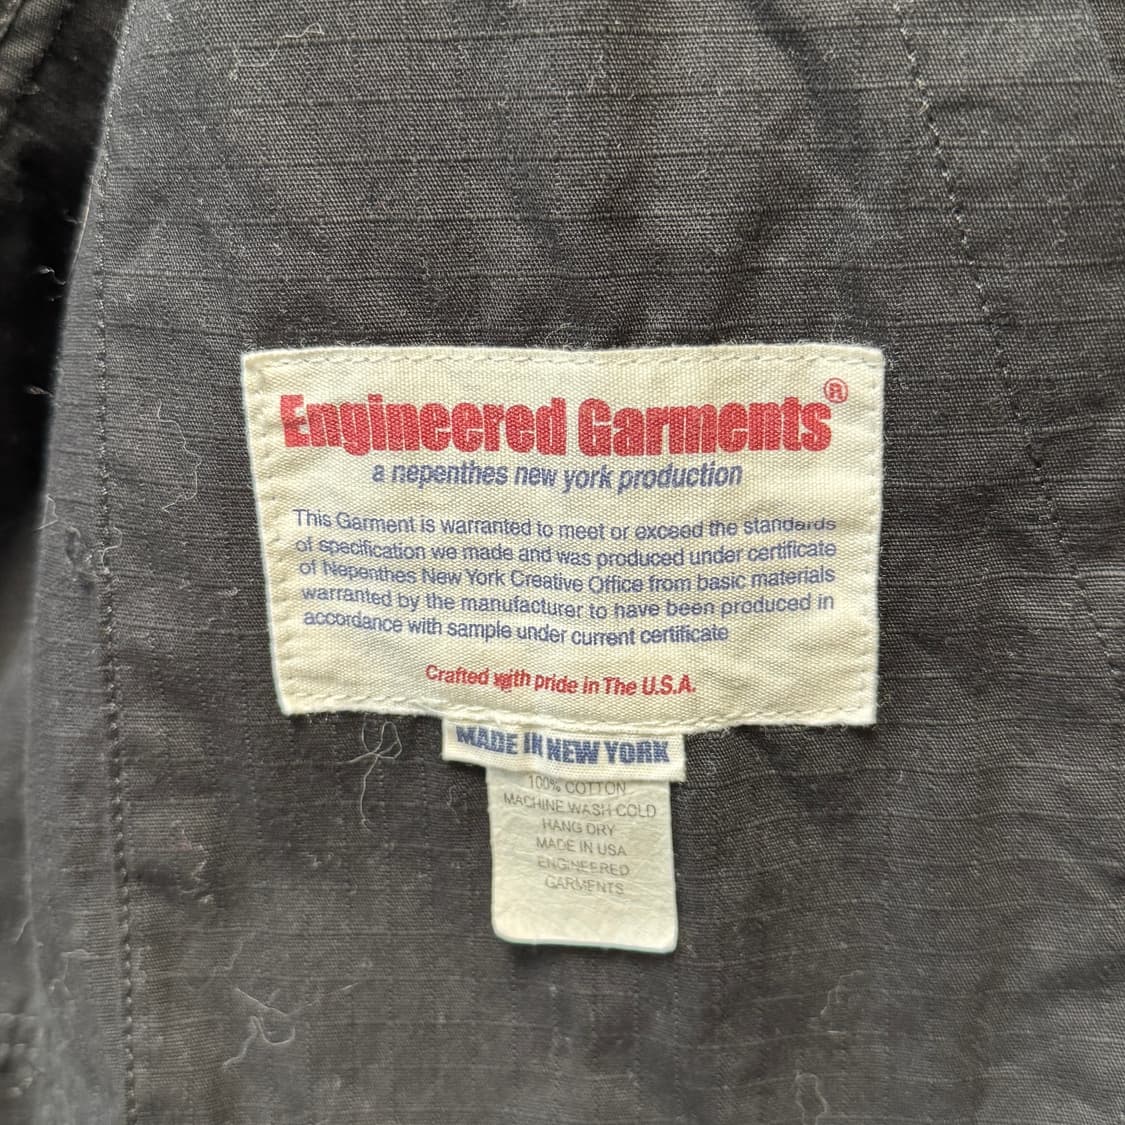 Engineered Garments®
a nepenthes new york production
This Garment is warranted to meet or exceed the standards
of specification we made and was produced under certificate
of Nepenthes New York Creative Office from basic materials
warranted by the manufacturer to have been produced in
accordance with sample under current certificate
Crafted with pride in The U.S.A.
MADE IN NEW YORK
100% COTTON
MACHINE WASH COLD
HANG DRY
MADE IN USA
ENGINEERED
GARMENTS